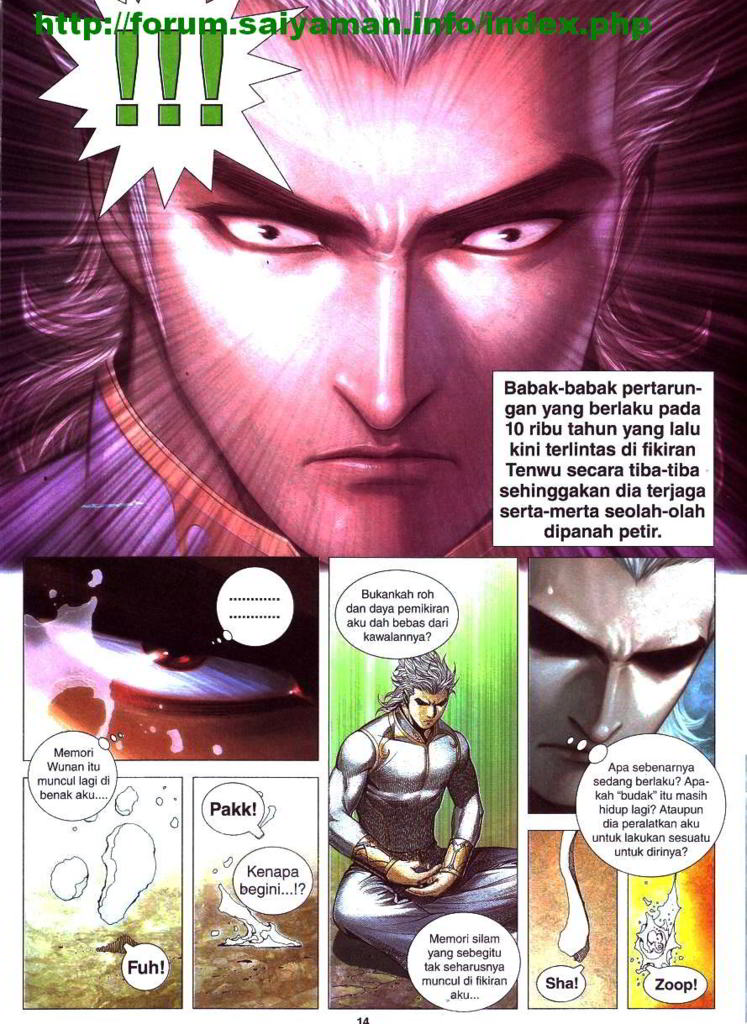 http://forum.saiyaman.info/index.php
!!!
Babak-babak pertarun-
gan yang berlaku pada
10 ribu tahun yang lalu
kini terlintas di fikiran
Tenwu secara tiba-tiba
sehinggakan dia terjaga
serta-merta seolah-olah
dipanah petir.
............
............
Memori
Wunan itu
muncul lagi di
benak aku....
Fuh!
Pakk!
Kenapa
begini...!?
Bukankah roh
dan daya pemikiran
aku dah bebas dari
kawalannya?
Memori silam
yang sebegitu
tak seharusnya
muncul di fikiran
aku...
Apa sebenarnya
sedang berlaku? Apa-
kah "budak" itu masih
hidup lagi? Ataupun
dia peralatkan aku
untuk lakukan sesuatu
untuk dirinya?
Sha!
Zoop!
14